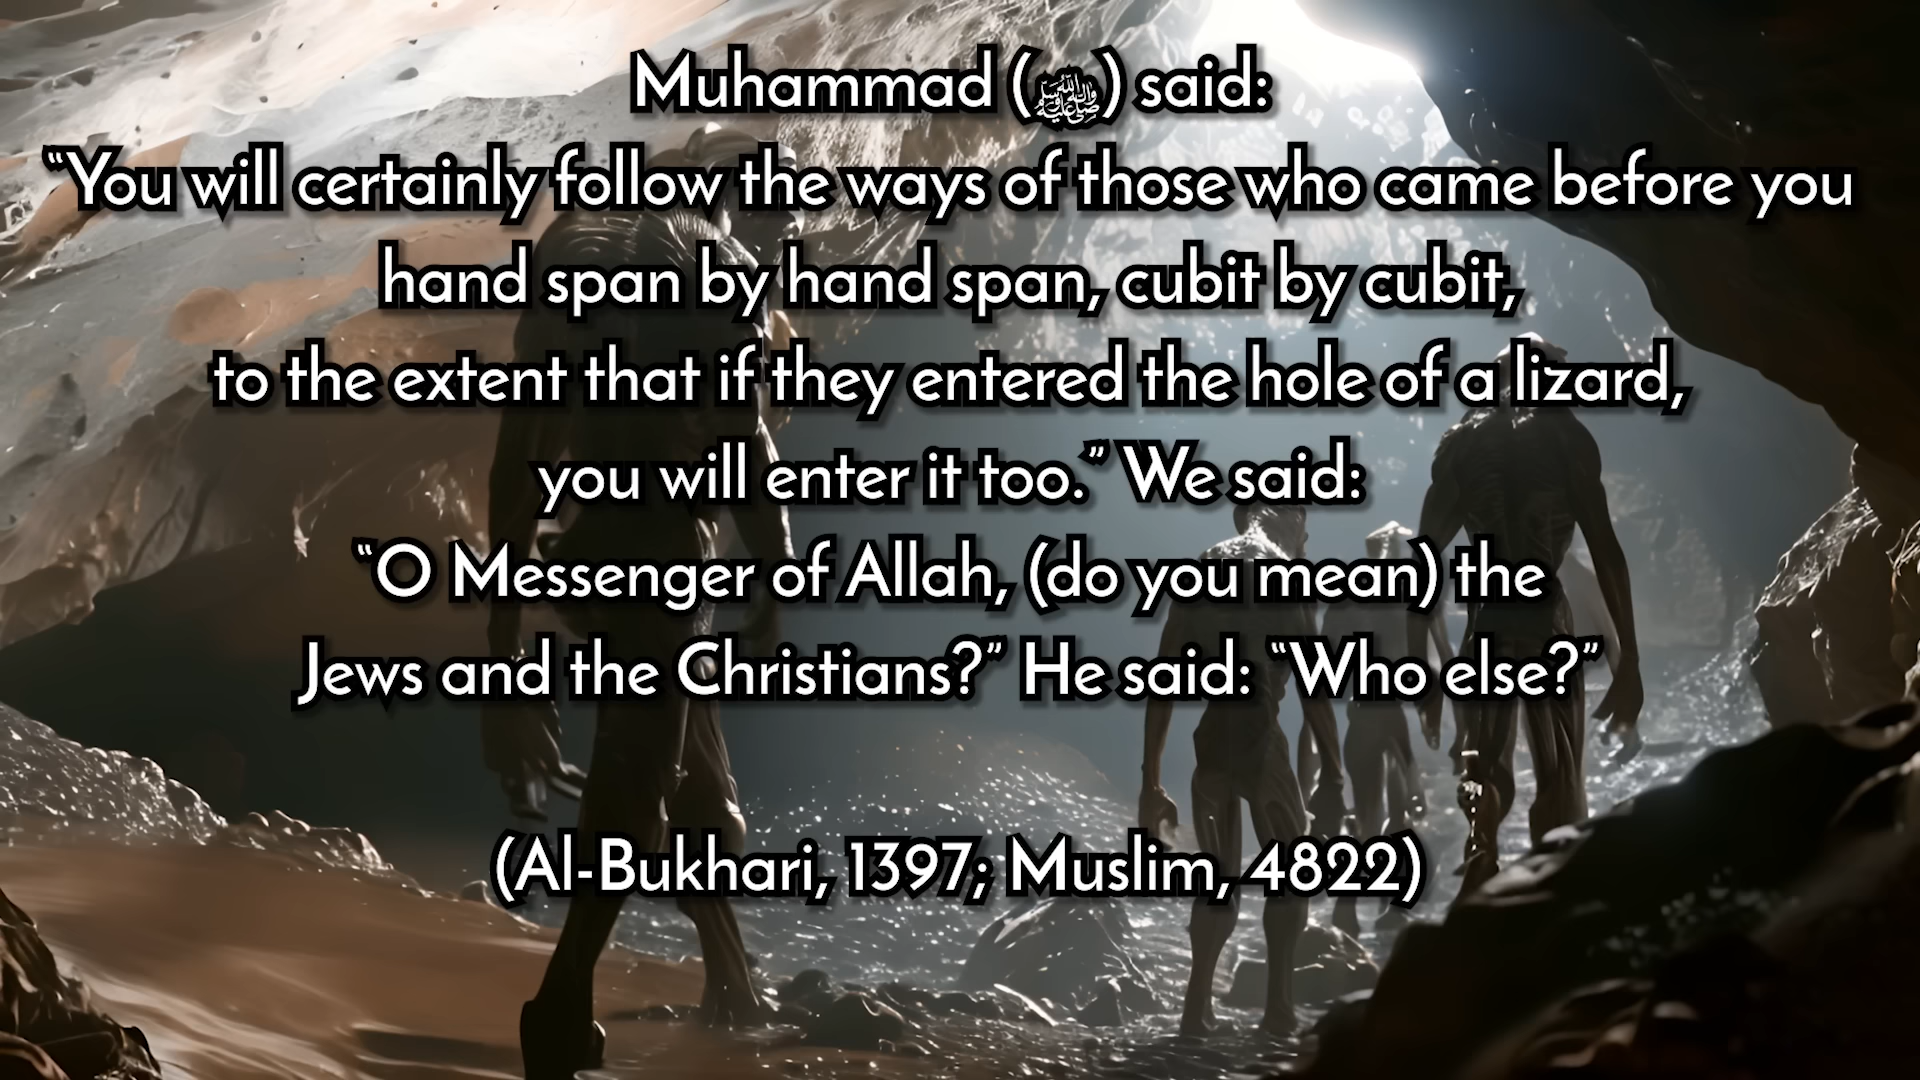 Muhammad (ﷺ) said:
“You will certainly follow the ways of those who came before you
hand span by hand span, cubit by cubit,
to the extent that if they entered the hole of a lizard,
you will enter it too.” We said:
“O Messenger of Allah, (do you mean) the
Jews and the Christians?” He said: “Who else?”
(Al-Bukhari, 1397; Muslim, 4822)